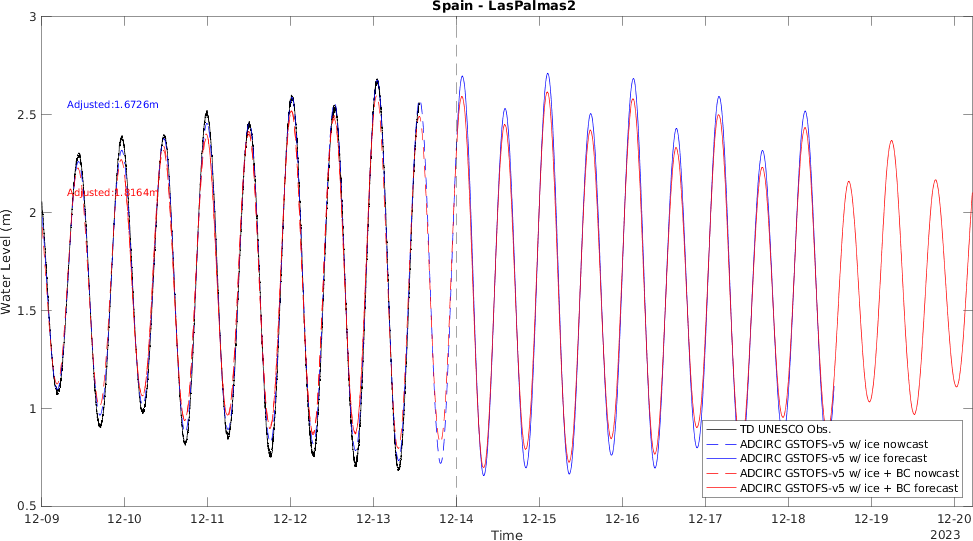 Spain - LasPalmas2
3
2.5
2
1.5
1
0.5
Water Level (m)
Adjusted:1.6726m
Adjusted:1.8164m
TD UNESCO Obs.
ADCIRC GSTOFS-v5 w/ ice nowcast
ADCIRC GSTOFS-v5 w/ ice forecast
ADCIRC GSTOFS-v5 w/ ice + BC nowcast
ADCIRC GSTOFS-v5 w/ ice + BC forecast
12-09 12-10 12-11 12-12 12-13 12-14 12-15 12-16 12-17 12-18 12-19 12-20
Time
2023